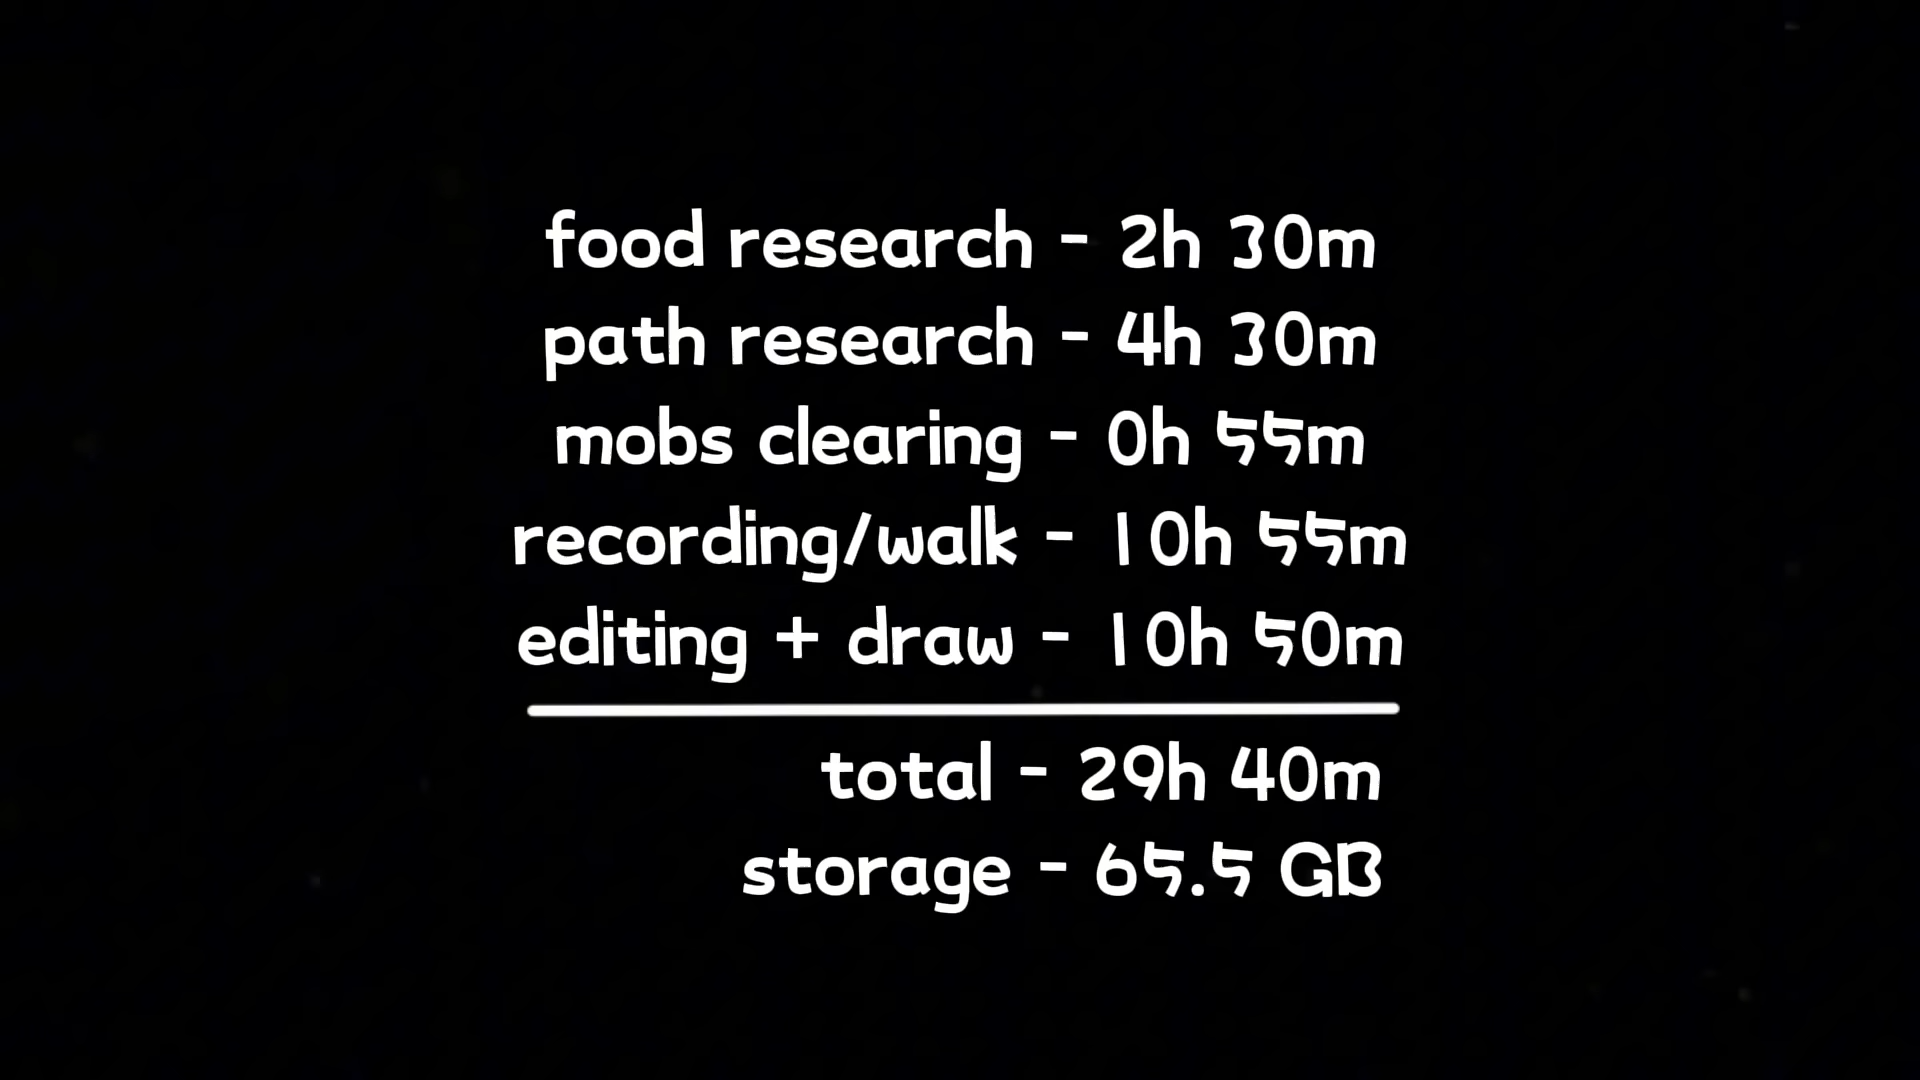 food research - 2h 30m
path research - 4h 30m
mobs clearing - 0h 55m
recording/walk - 10h 55m
editing + draw - 10h 50m
total - 29h 40m
storage - 65.5 GB